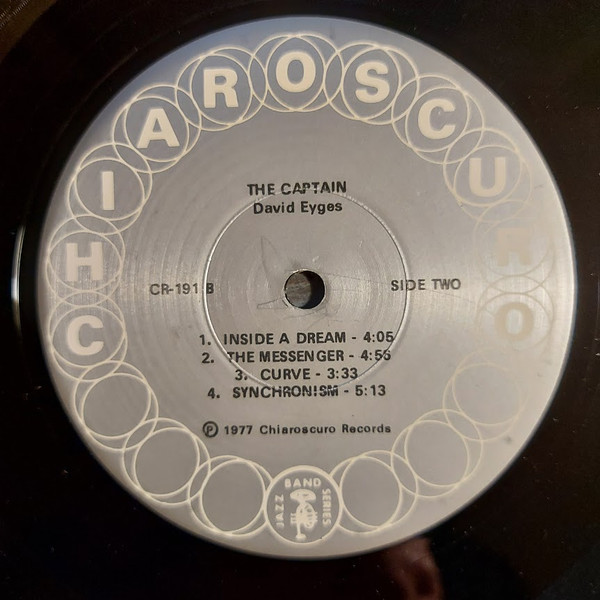 CHIAROSCURO
THE CAPTAIN
David Eyges
CR-191 B
SIDE TWO
1. INSIDE A DREAM - 4:05
2. THE MESSENGER - 4:56
3. CURVE - 3:33
4. SYNCHRONISM - 5:13
Ⓟ 1977 Chiaroscuro Records
JAZZ BAND SERIES